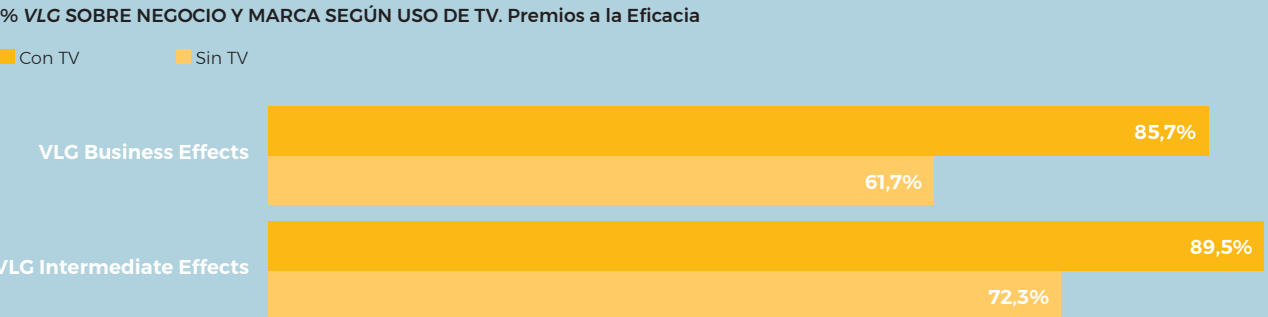 % VLG SOBRE NEGOCIO Y MARCA SEGÚN USO DE TV. Premios a la Eficacia
Con TV Sin TV
VLG Business Effects
85,7%
61,7%
VLG Intermediate Effects
89,5%
72,3%